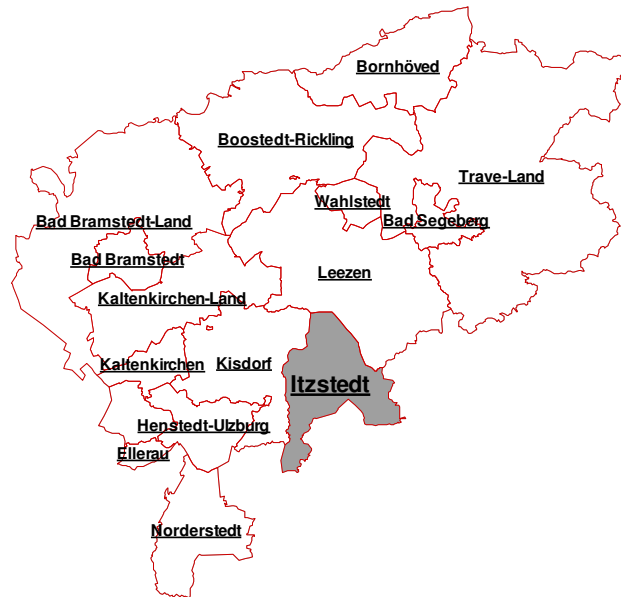 Bornhöved
Boostedt-Rickling
Trave-Land
Wahlstedt
Bad Segeberg
Bad Bramstedt-Land
Bad Bramstedt
Leezen
Kaltenkirchen-Land
Kaltenkirchen
Kisdorf
Itzstedt
Henstedt-Ulzburg
Ellerau
Norderstedt